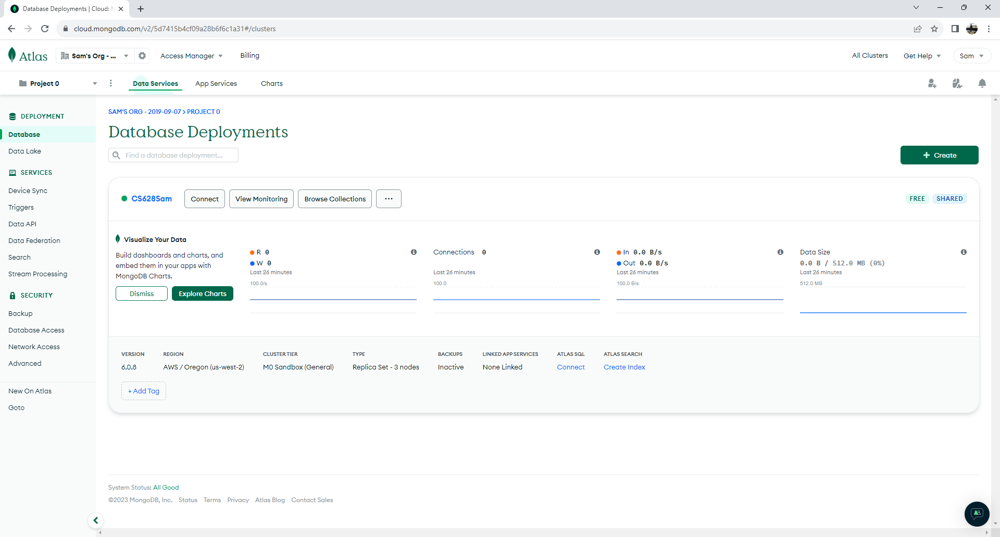 Database Deployments | Cloud:
cloud.mongodb.com/v2/5d7415b4cf09a28b6f6c1a31#/clusters
Atlas
Sam's Org - ...
Access Manager
Billing
All Clusters
Get Help
Sam
Project 0
Data Services
App Services
Charts
DEPLOYMENT
Database
Data Lake
SERVICES
Device Sync
Triggers
Data API
Data Federation
Search
Stream Processing
SECURITY
Backup
Database Access
Network Access
Advanced
New On Atlas
Goto
SAM'S ORG - 2019-09-07 > PROJECT 0
Database Deployments
Find a database deployment...
+ Create
CS628Sam
Connect
View Monitoring
Browse Collections
...
FREE
SHARED
Visualize Your Data
Build dashboards and charts, and
embed them in your apps with
MongoDB Charts.
Dismiss
Explore Charts
R 0
W 0
Last 26 minutes
100.0/s
Connections 0
Last 26 minutes
100.0
In 0.0 B/s
Out 0.0 B/s
Last 26 minutes
100.0 B/s
Data Size
0.0 B / 512.0 MB (0%)
Last 26 minutes
512.0 MB
VERSION
6.0.8
REGION
AWS / Oregon (us-west-2)
CLUSTER TIER
M0 Sandbox (General)
TYPE
Replica Set - 3 nodes
BACKUPS
Inactive
LINKED APP SERVICES
None Linked
ATLAS SQL
Connect
ATLAS SEARCH
Create Index
+ Add Tag
System Status: All Good
©2023 MongoDB, Inc. Status Terms Privacy Atlas Blog Contact Sales